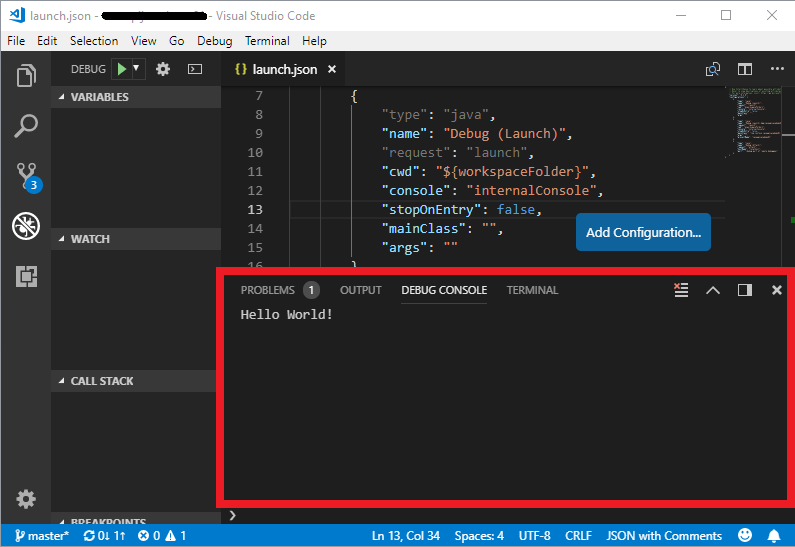 launch.json - - Visual Studio Code
File Edit Selection View Go Debug Terminal Help
DEBUG
{} launch.json
VARIABLES
WATCH
CALL STACK
BREAKPOINTS
7 {
8 "type": "java",
9 "name": "Debug (Launch)",
10 "request": "launch",
11 "cwd": "${workspaceFolder}",
12 "console": "internalConsole",
13 "stopOnEntry": false,
14 "mainClass": "",
15 "args": ""
16 }
Add Configuration...
3
PROBLEMS 1 OUTPUT DEBUG CONSOLE TERMINAL
Hello World!
master* 0↓ 1↑ 0 1 Ln 13, Col 34 Spaces: 4 UTF-8 CRLF JSON with Comments